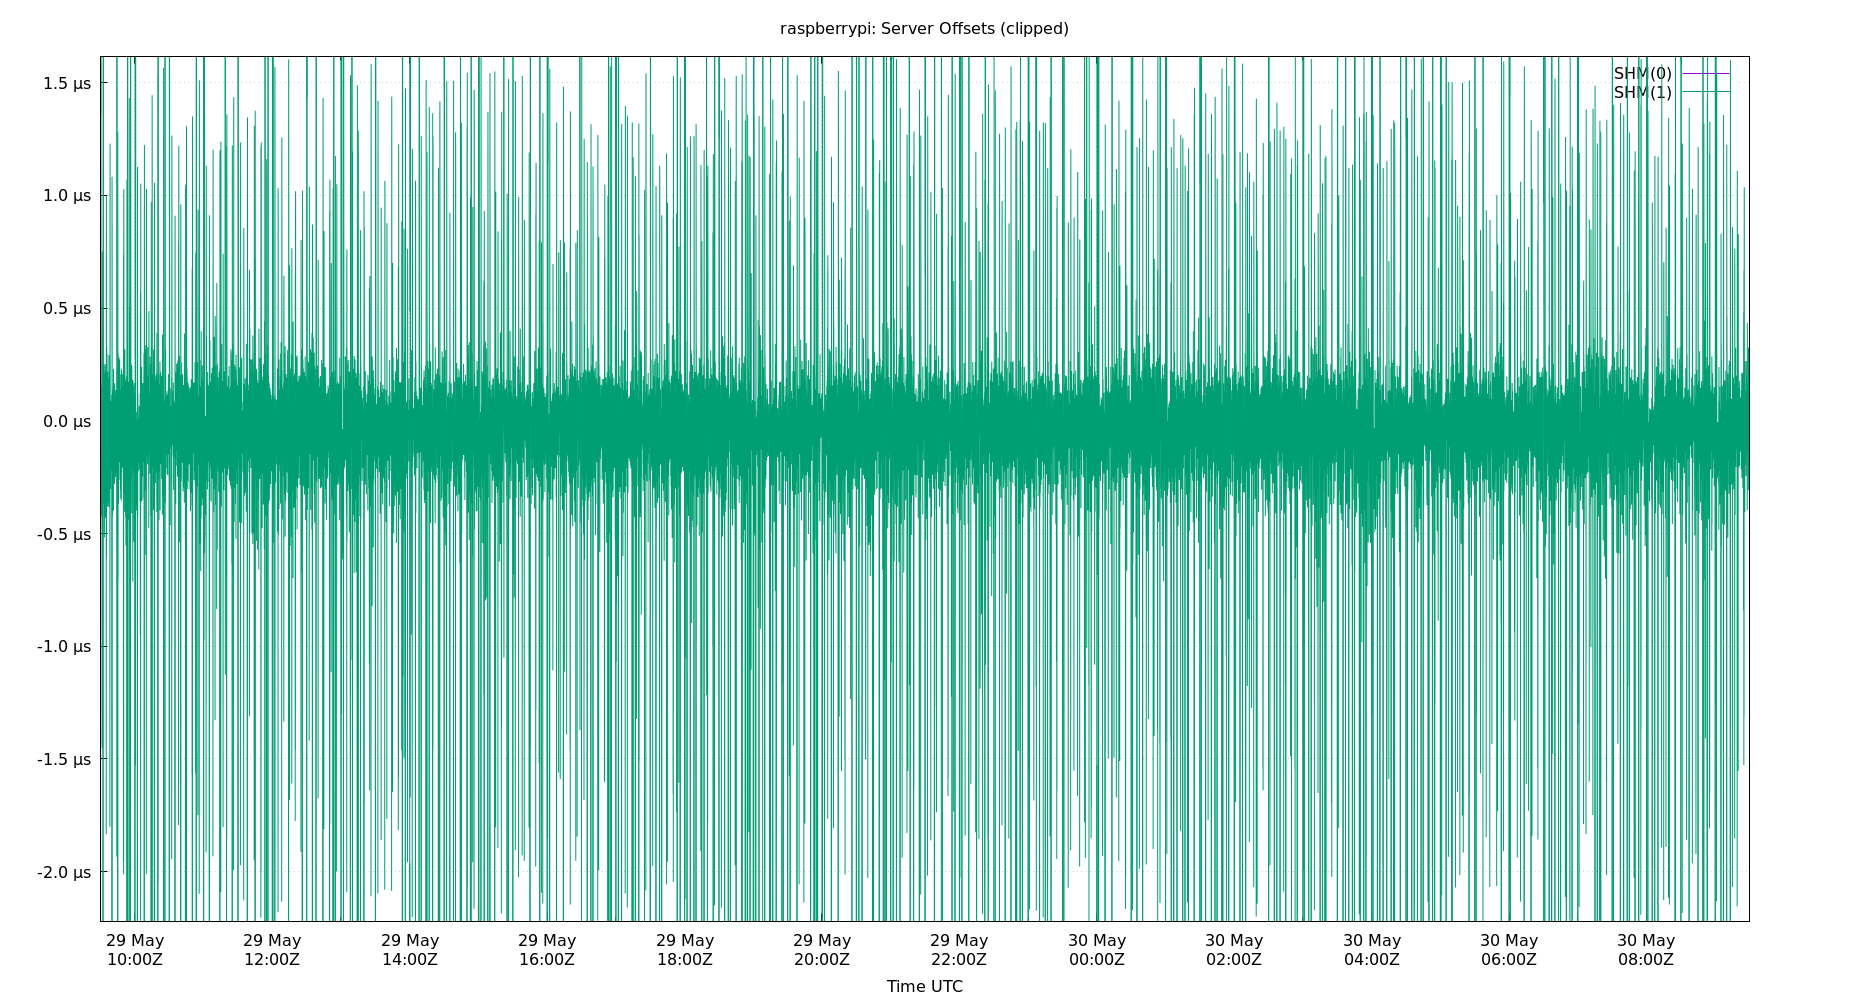 raspberrypi: Server Offsets (clipped)
SHM(0)
SHM(1)
1.5 µs
1.0 µs
0.5 µs
0.0 µs
-0.5 µs
-1.0 µs
-1.5 µs
-2.0 µs
29 May 29 May 29 May 29 May 29 May 29 May 29 May 30 May 30 May 30 May 30 May 30 May
10:00Z 12:00Z 14:00Z 16:00Z 18:00Z 20:00Z 22:00Z 00:00Z 02:00Z 04:00Z 06:00Z 08:00Z
Time UTC